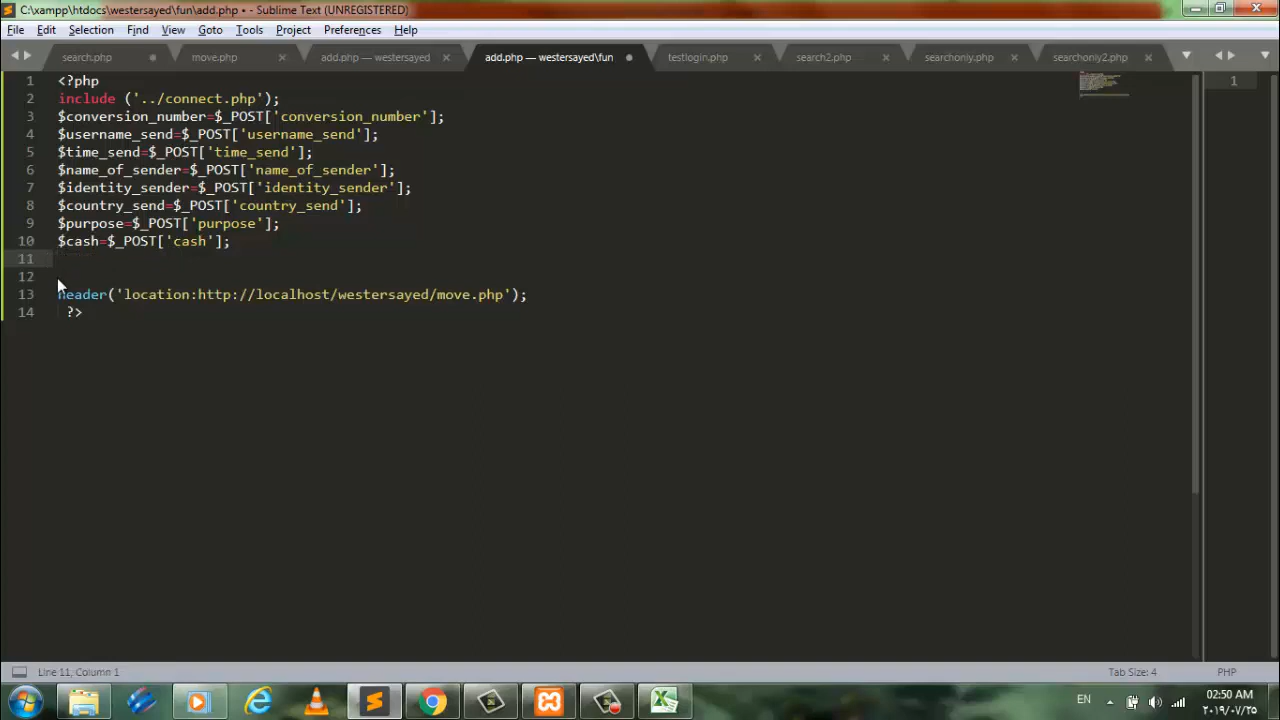 C:\xampp\htdocs\westersayed\fun\add.php • - Sublime Text (UNREGISTERED)
File Edit Selection Find View Goto Tools Project Preferences Help
search.php move.php add.php — westersayed add.php — westersayed\fun testlogin.php search2.php searchonly.php searchonly2.php
1 <?php 1
2 include ('../connect.php');
3 $conversion_number=$_POST['conversion_number'];
4 $username_send=$_POST['username_send'];
5 $time_send=$_POST['time_send'];
6 $name_of_sender=$_POST['name_of_sender'];
7 $identity_sender=$_POST['identity_sender'];
8 $country_send=$_POST['country_send'];
9 $purpose=$_POST['purpose'];
10 $cash=$_POST['cash'];
11
12
13 header('location:http://localhost/westersayed/move.php');
14 ?>
Line 11, Column 1 Tab Size: 4 PHP
EN 02:50 AM
٢٠١٩/٠٧/٢٥